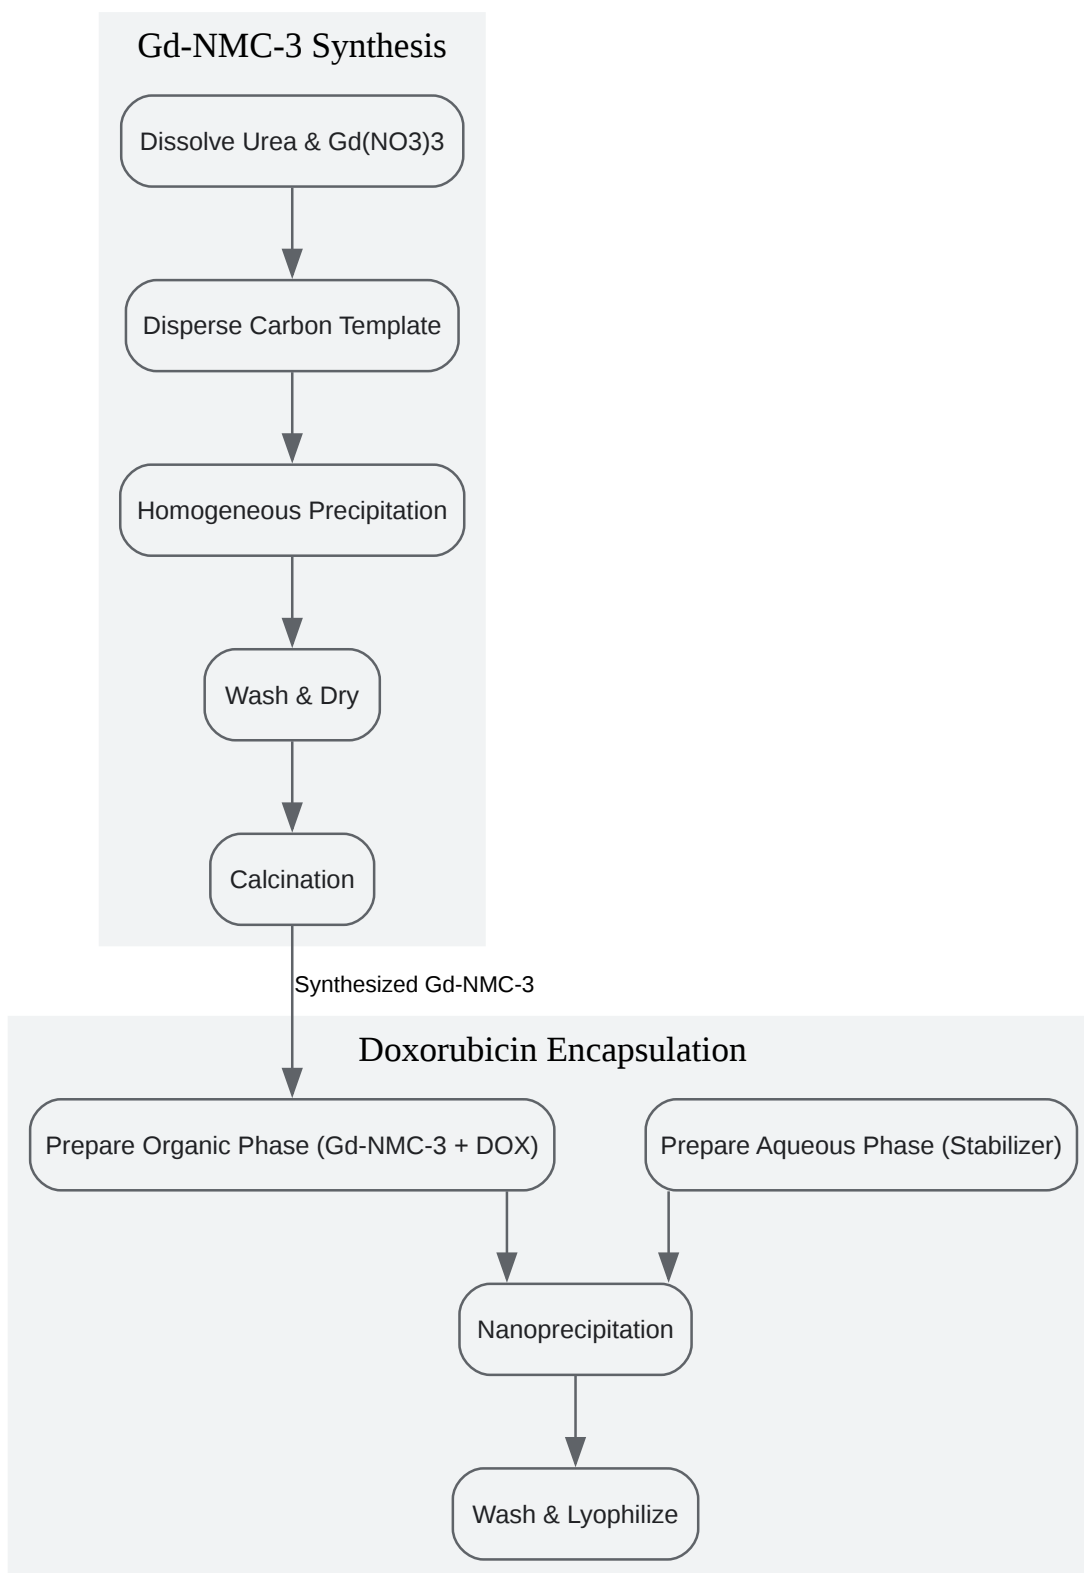 Gd-NMC-3 Synthesis
Dissolve Urea & Gd(NO3)3
Disperse Carbon Template
Homogeneous Precipitation
Wash & Dry
Calcination
Synthesized Gd-NMC-3
Doxorubicin Encapsulation
Prepare Organic Phase (Gd-NMC-3 + DOX)
Prepare Aqueous Phase (Stabilizer)
Nanoprecipitation
Wash & Lyophilize